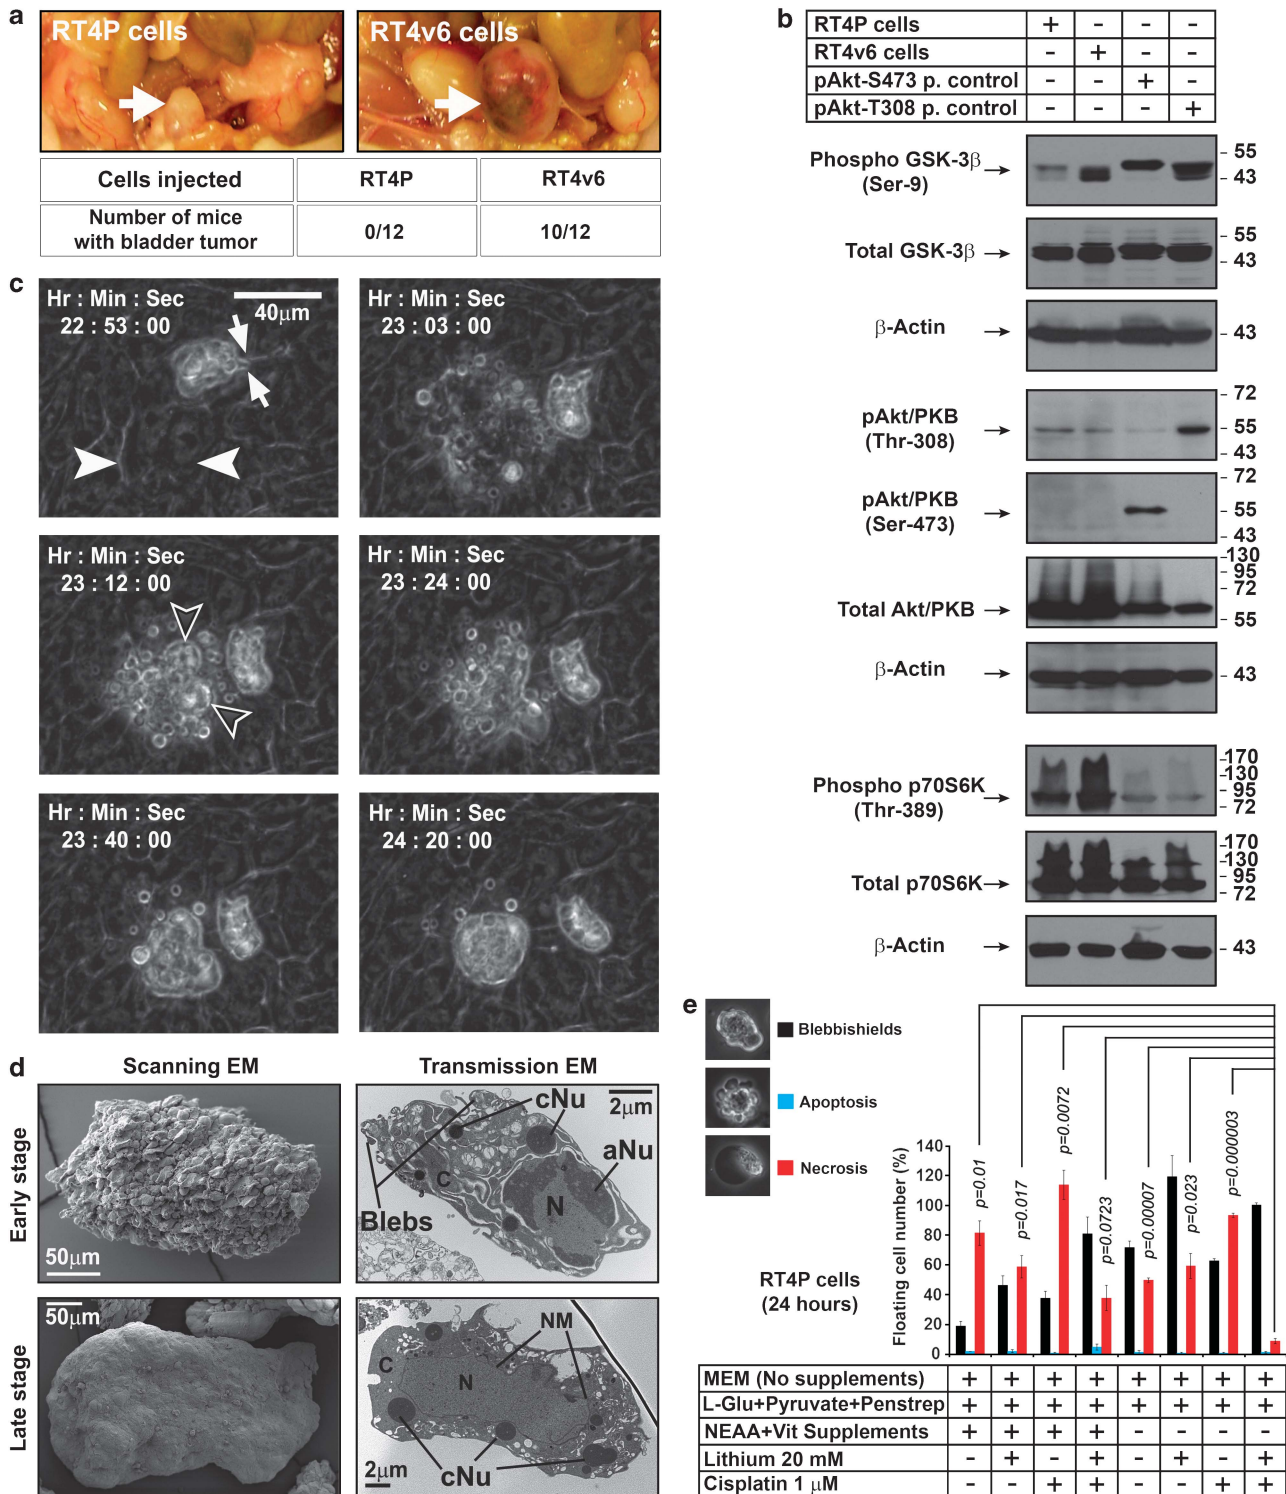 a
RT4P cells
RT4v6 cells
Cells injected RT4P RT4v6
Number of mice with bladder tumor 0/12 10/12
b
RT4P cells + - - -
RT4v6 cells - + - -
pAkt-S473 p. control - - + -
pAkt-T308 p. control - - - +
Phospho GSK-3β
(Ser-9)
- 55
- 43
Total GSK-3β
- 55
- 43
β-Actin
- 43
pAkt/PKB
(Thr-308)
- 72
- 55
- 43
pAkt/PKB
(Ser-473)
- 72
- 55
- 43
Total Akt/PKB
- 130
- 95
- 72
- 55
β-Actin
- 43
Phospho p70S6K
(Thr-389)
- 170
- 130
- 95
- 72
Total p70S6K
- 170
- 130
- 95
- 72
β-Actin
- 43
c
Hr : Min : Sec
22 : 53 : 00
40μm
Hr : Min : Sec
23 : 03 : 00
Hr : Min : Sec
23 : 12 : 00
Hr : Min : Sec
23 : 24 : 00
Hr : Min : Sec
23 : 40 : 00
Hr : Min : Sec
24 : 20 : 00
d
Scanning EM
Transmission EM
Early stage
50μm
cNu
2μm
aNu
C
N
Blebs
Late stage
50μm
NM
C
N
cNu
2μm
e
Blebbishields
Apoptosis
Necrosis
RT4P cells
(24 hours)
Floating cell number (%)
140
120
100
80
60
40
20
0
p=0.01
p=0.017
p=0.0072
p=0.0723
p=0.00007
p=0.023
p=0.000003
MEM (No supplements) + + + + + + + +
L-Glu+Pyruvate+Penstrep + + + + + + + +
NEAA+Vit Supplements + + + + - - - -
Lithium 20 mM - + - + - + - +
Cisplatin 1 μM - - + + - - + +